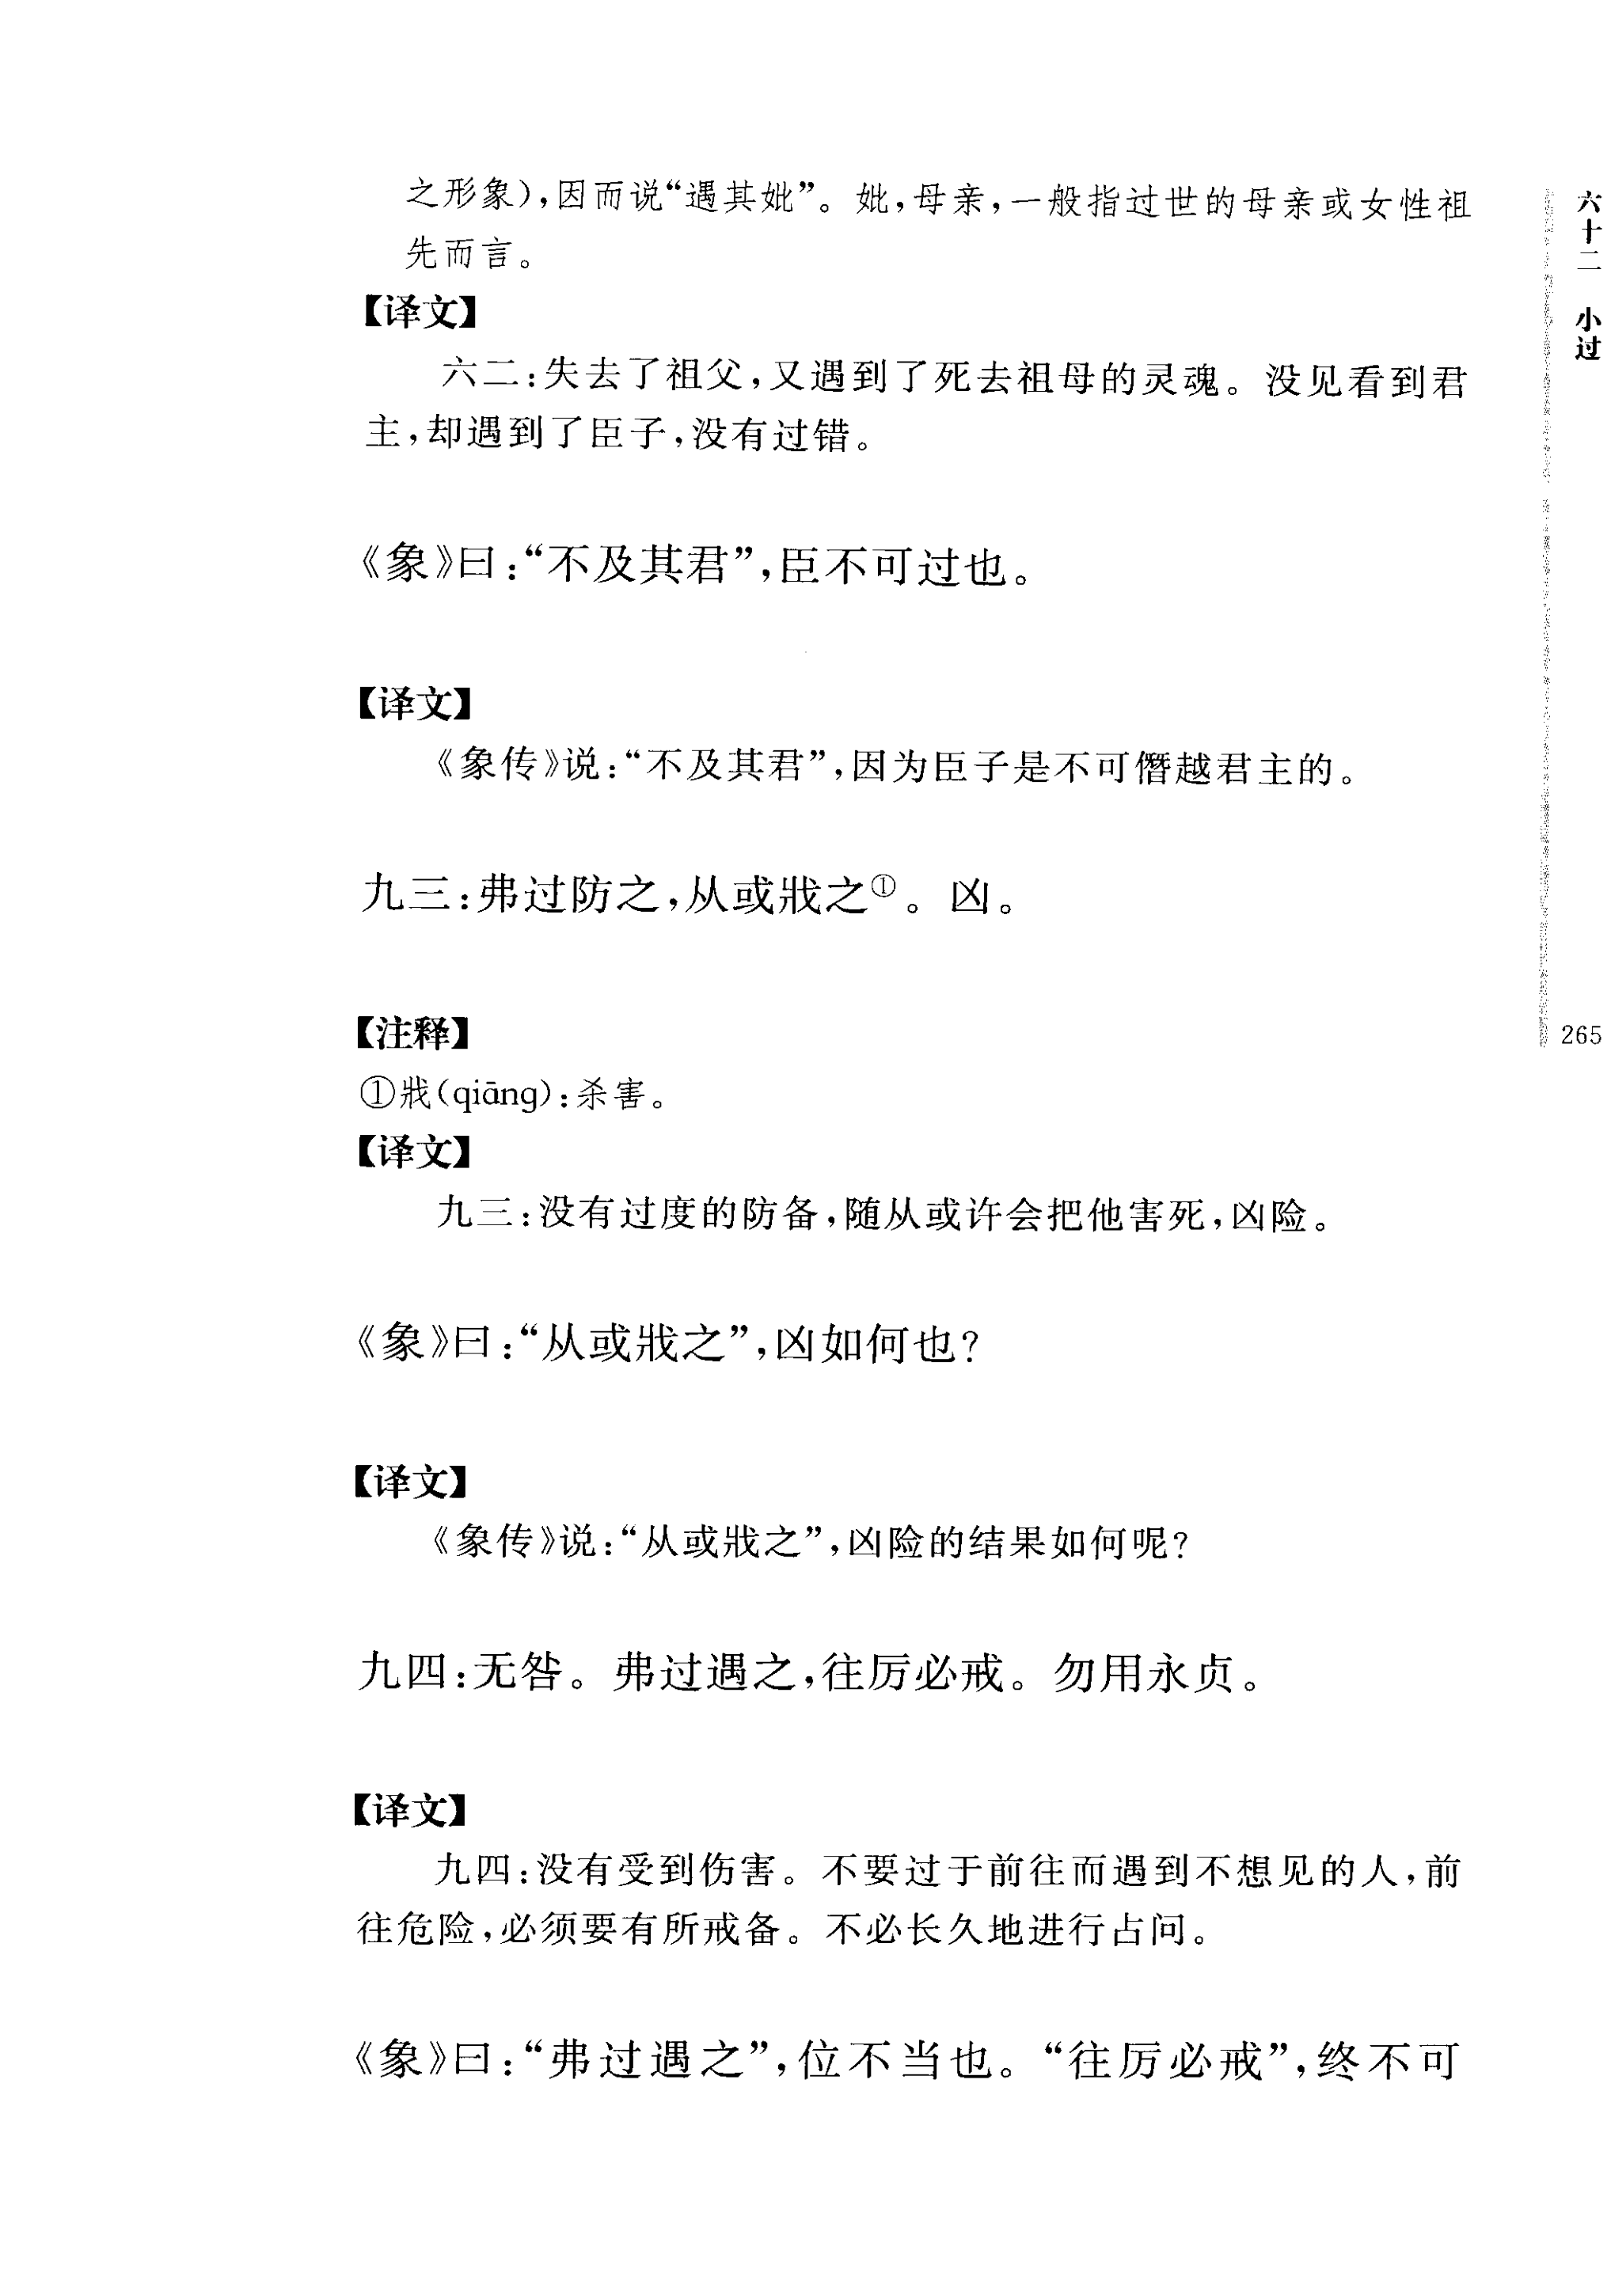 之形象),因而说“遇其妣”。妣,母亲,一般指过世的母亲或女性祖
先而言。
【译文】
六二:失去了祖父,又遇到了死去祖母的灵魂。没见看到君
主,却遇到了臣子,没有过错。
《象》曰:“不及其君”,臣不可过也。
【译文】
《象传》说:“不及其君”,因为臣子是不可僭越君主的。
九三:弗过防之,从或戕之①。凶。
【注释】
①戕(qiāng):杀害。
【译文】
九三:没有过度的防备,随从或许会把他害死,凶险。
《象》曰:“从或戕之”,凶如何也?
【译文】
《象传》说:“从或戕之”,凶险的结果如何呢?
九四:无咎。弗过遇之,往厉必戒。勿用永贞。
【译文】
九四:没有受到伤害。不要过于前往而遇到不想见的人,前
往危险,必须要有所戒备。不必长久地进行占问。
《象》曰:“弗过遇之”,位不当也。“往厉必戒”,终不可
六十二 小过
265